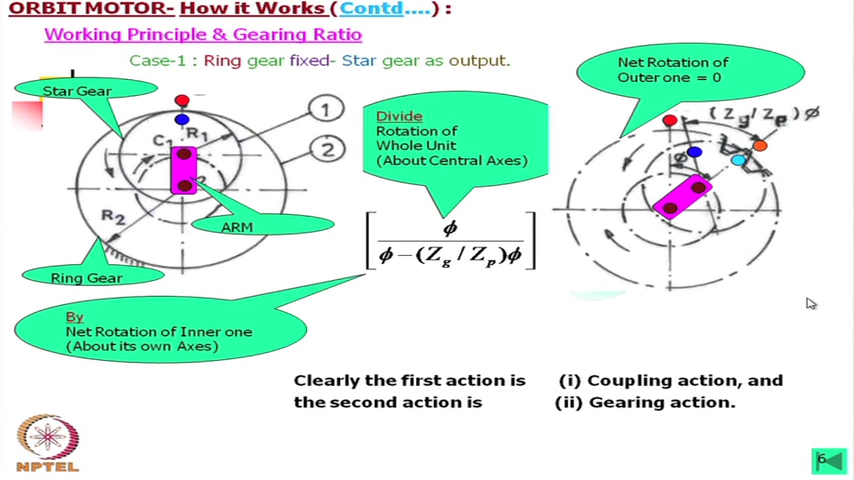 ORBIT MOTOR- How it Works (Contd....) :
Working Principle & Gearing Ratio
Case-1 : Ring gear fixed- Star gear as output.
Star Gear
C1
R1
1
2
R2
ARM
Ring Gear
Divide
Rotation of
Whole Unit
(About Central Axes)
[ϕ / ϕ − (Zg / Zp)ϕ]
By
Net Rotation of Inner one
(About its own Axes)
Net Rotation of
Outer one = 0
(Zg/Zp)ϕ
ϕ
Clearly the first action is (i) Coupling action, and
the second action is (ii) Gearing action.
NPTEL
6